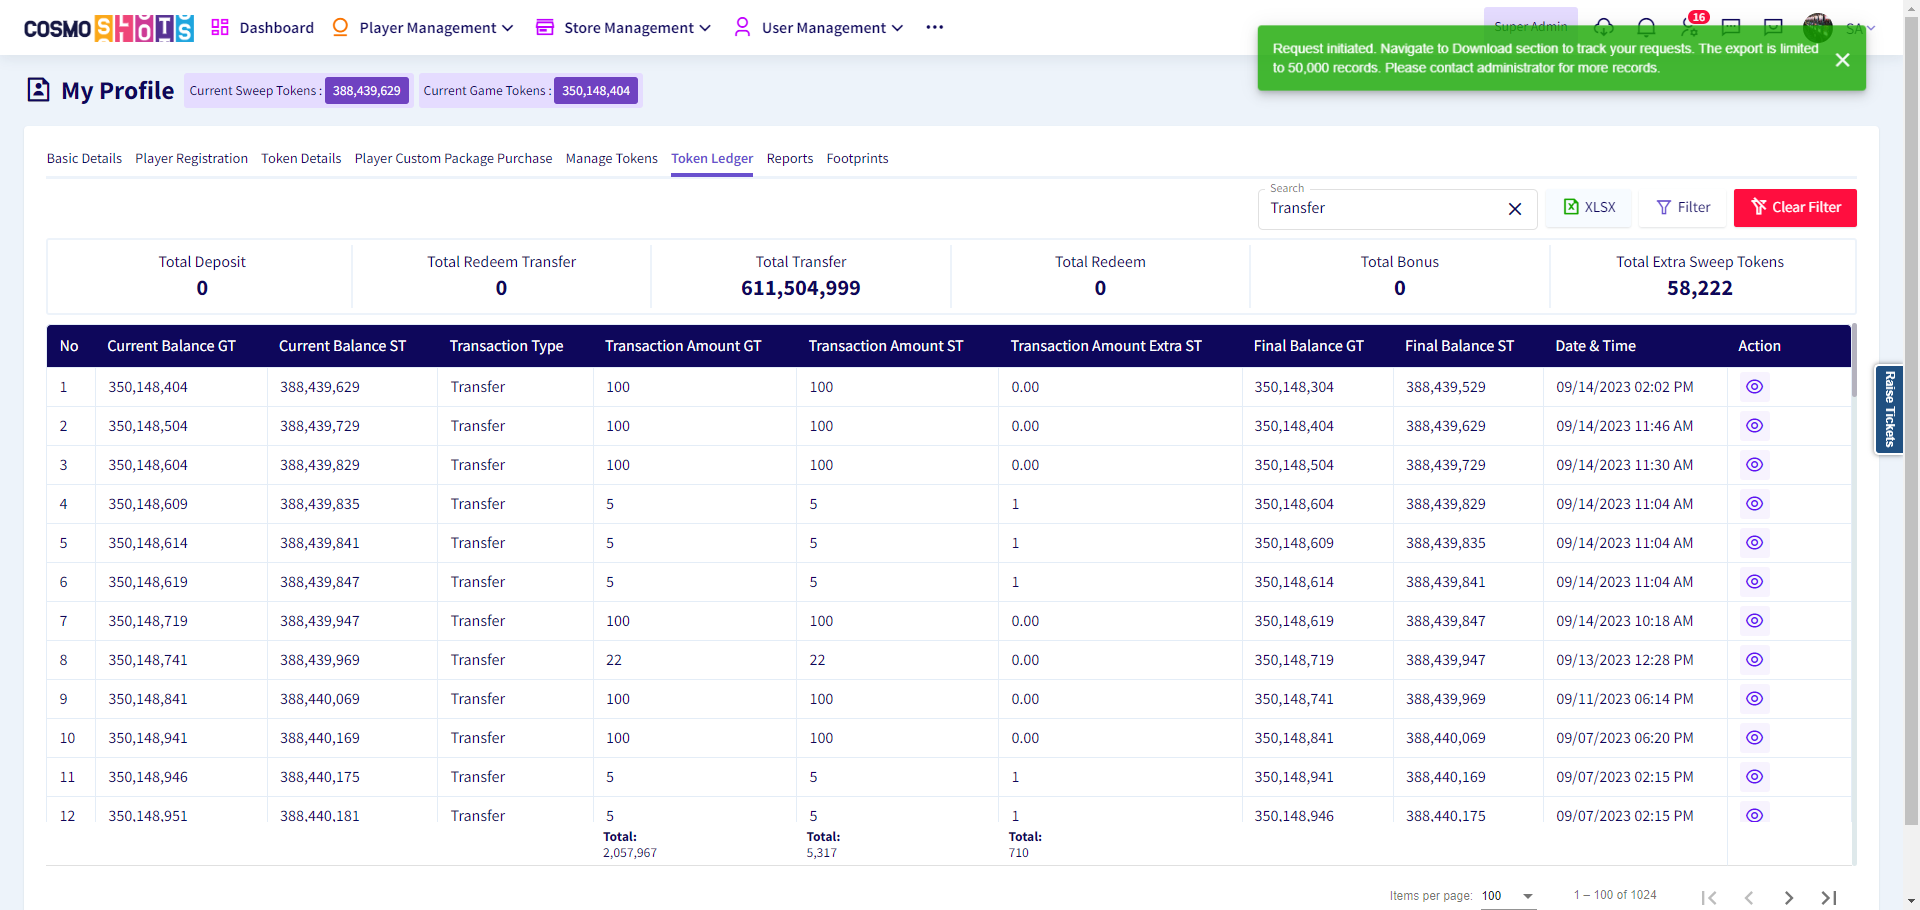 COSMO SHOTS Dashboard Player Management Store Management User Management ••• Super Admin 16 SA
Request initiated. Navigate to Download section to track your requests. The export is limited
to 50,000 records. Please contact administrator for more records.
My Profile Current Sweep Tokens : 388,439,629 Current Game Tokens : 350,148,404
Basic Details Player Registration Token Details Player Custom Package Purchase Manage Tokens Token Ledger Reports Footprints
Search
Transfer XLSX Filter Clear Filter
Total Deposit Total Redeem Transfer Total Transfer Total Redeem Total Bonus Total Extra Sweep Tokens
0 0 611,504,999 0 0 58,222
No Current Balance GT Current Balance ST Transaction Type Transaction Amount GT Transaction Amount ST Transaction Amount Extra ST Final Balance GT Final Balance ST Date & Time Action
1 350,148,404 388,439,629 Transfer 100 100 0.00 350,148,304 388,439,529 09/14/2023 02:02 PM
2 350,148,504 388,439,729 Transfer 100 100 0.00 350,148,404 388,439,629 09/14/2023 11:46 AM
3 350,148,604 388,439,829 Transfer 100 100 0.00 350,148,504 388,439,729 09/14/2023 11:30 AM
4 350,148,609 388,439,835 Transfer 5 5 1 350,148,604 388,439,829 09/14/2023 11:04 AM
5 350,148,614 388,439,841 Transfer 5 5 1 350,148,609 388,439,835 09/14/2023 11:04 AM
6 350,148,619 388,439,847 Transfer 5 5 1 350,148,614 388,439,841 09/14/2023 11:04 AM
7 350,148,719 388,439,947 Transfer 100 100 0.00 350,148,619 388,439,847 09/14/2023 10:18 AM
8 350,148,741 388,439,969 Transfer 22 22 0.00 350,148,719 388,439,947 09/13/2023 12:28 PM
9 350,148,841 388,440,069 Transfer 100 100 0.00 350,148,741 388,439,969 09/11/2023 06:14 PM
10 350,148,941 388,440,169 Transfer 100 100 0.00 350,148,841 388,440,069 09/07/2023 06:20 PM
11 350,148,946 388,440,175 Transfer 5 5 1 350,148,941 388,440,169 09/07/2023 02:15 PM
12 350,148,951 388,440,181 Transfer 5 5 1 350,148,946 388,440,175 09/07/2023 02:15 PM
Total: Total: Total:
2,057,967 5,317 710
Items per page: 100 1 – 100 of 1024
Raise Tickets